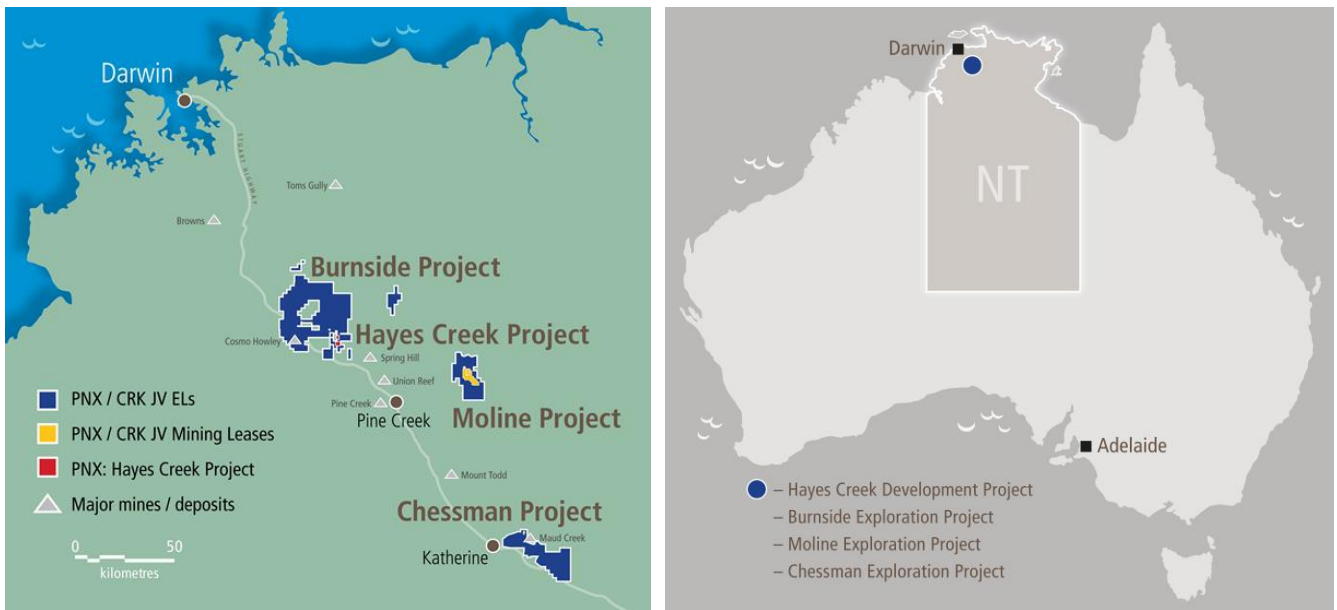 Darwin
STUART HIGHWAY
Toms Gully
Browns
Burnside Project
Hayes Creek Project
Cosmo Howley
Spring Hill
Union Reef
Pine Creek
Pine Creek
Moline Project
Mount Todd
Chessman Project
Maud Creek
Katherine
PNX / CRK JV ELs
PNX / CRK JV Mining Leases
PNX: Hayes Creek Project
Major mines / deposits
0 50
kilometres
Darwin
NT
Adelaide
– Hayes Creek Development Project
– Burnside Exploration Project
– Moline Exploration Project
– Chessman Exploration Project